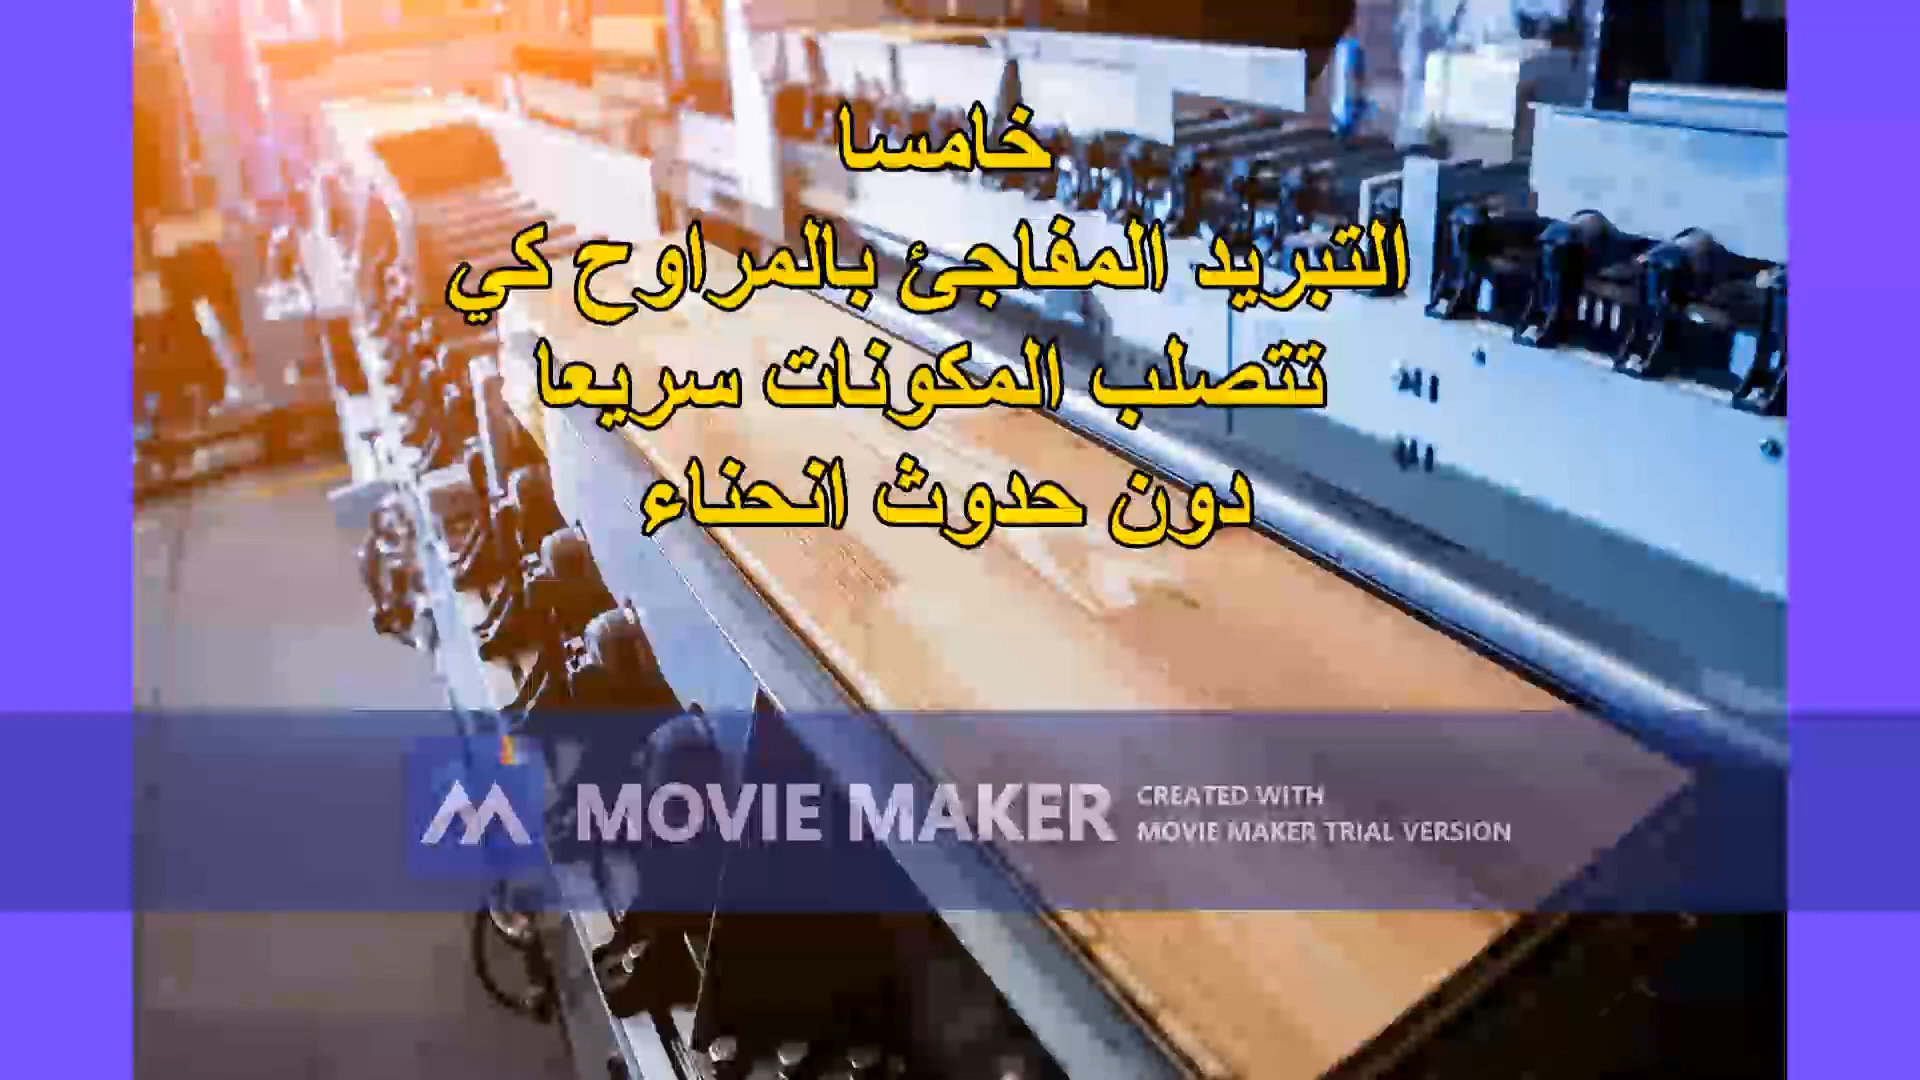 خامسا
التبريد المفاجئ بالمراوح كي
تتصلب المكونات سريعا
دون حدوث انحناء
MOVIE MAKER
CREATED WITH
MOVIE MAKER TRIAL VERSION